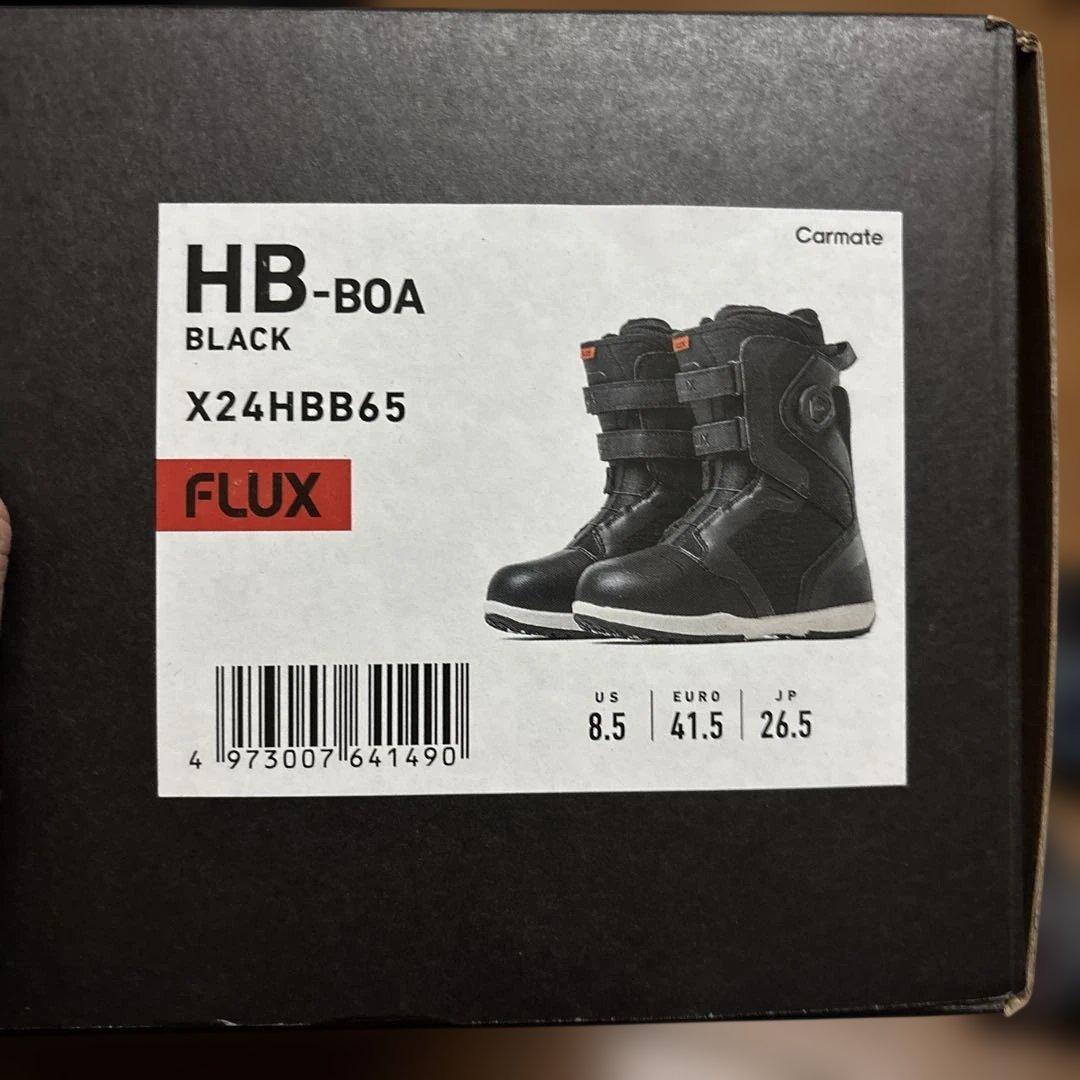 Carmate
HB-BOA
BLACK
X24HBB65
FLUX
US EURO JP
8.5 41.5 26.5
4 973007 641490